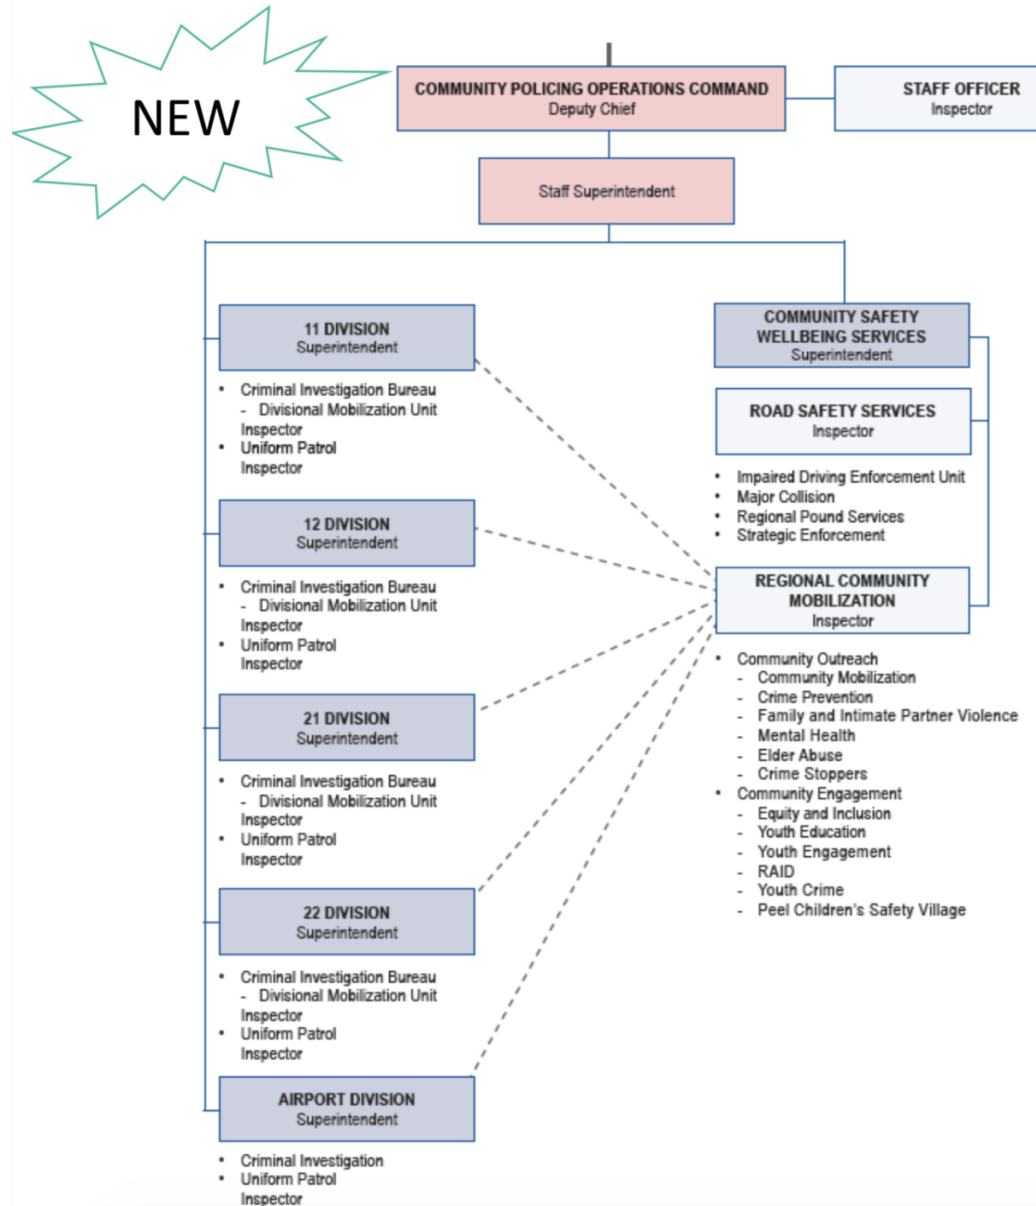 NEW
COMMUNITY POLICING OPERATIONS COMMAND
Deputy Chief
STAFF OFFICER
Inspector
Staff Superintendent
11 DIVISION
Superintendent
• Criminal Investigation Bureau
- Divisional Mobilization Unit
Inspector
• Uniform Patrol
Inspector
12 DIVISION
Superintendent
• Criminal Investigation Bureau
- Divisional Mobilization Unit
Inspector
• Uniform Patrol
Inspector
21 DIVISION
Superintendent
• Criminal Investigation Bureau
- Divisional Mobilization Unit
Inspector
• Uniform Patrol
Inspector
22 DIVISION
Superintendent
• Criminal Investigation Bureau
- Divisional Mobilization Unit
Inspector
• Uniform Patrol
Inspector
AIRPORT DIVISION
Superintendent
• Criminal Investigation
• Uniform Patrol
Inspector
COMMUNITY SAFETY
WELLBEING SERVICES
Superintendent
ROAD SAFETY SERVICES
Inspector
• Impaired Driving Enforcement Unit
• Major Collision
• Regional Pound Services
• Strategic Enforcement
REGIONAL COMMUNITY
MOBILIZATION
Inspector
• Community Outreach
- Community Mobilization
- Crime Prevention
- Family and Intimate Partner Violence
- Mental Health
- Elder Abuse
- Crime Stoppers
• Community Engagement
- Equity and Inclusion
- Youth Education
- Youth Engagement
- RAID
- Youth Crime
- Peel Children's Safety Village